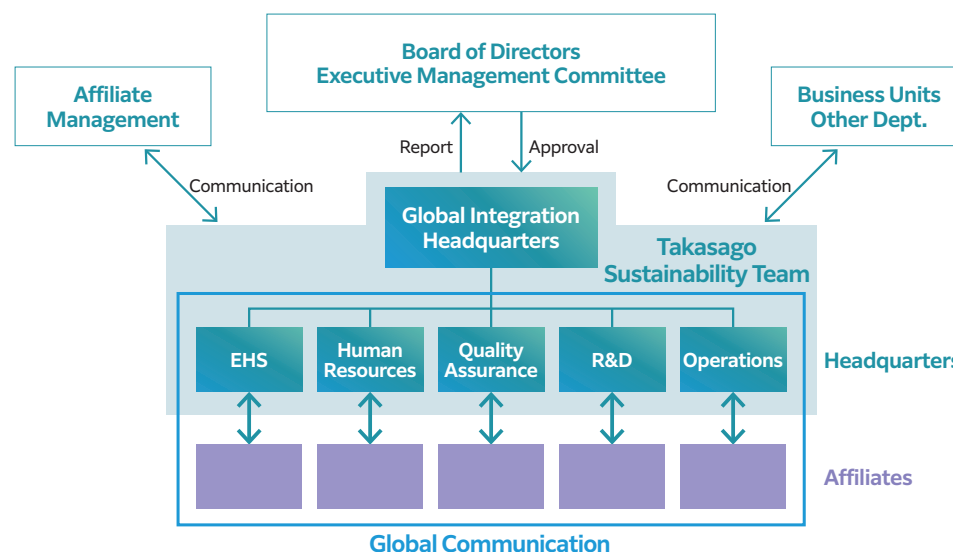 Board of Directors
Executive Management Committee
Affiliate
Management
Business Units
Other Dept.
Report
Approval
Communication
Communication
Global Integration
Headquarters
Takasago
Sustainability Team
EHS
Human
Resources
Quality
Assurance
R&D
Operations
Headquarters
Affiliates
Global Communication